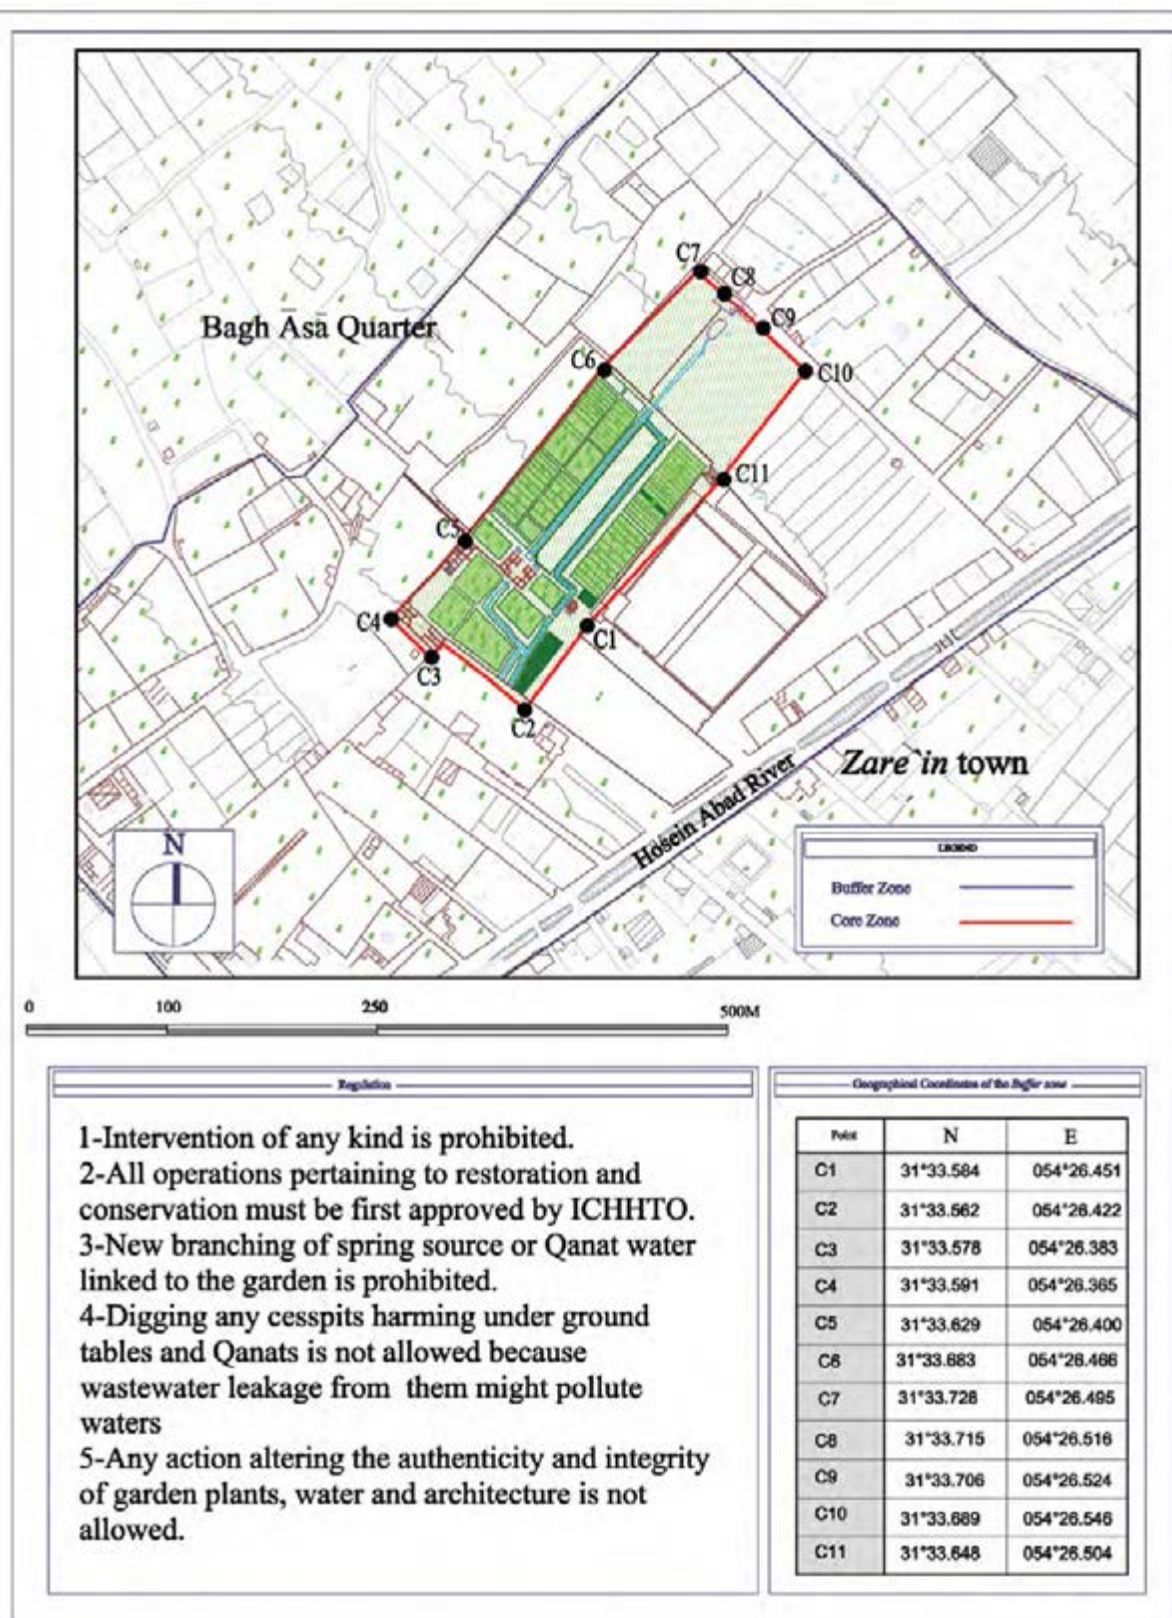 C7
C8
C9
Bagh Āsā Quarter
C6
C10
C11
C5
C4
C1
C3
C2
Zare`in town
Hosein Abad River
N
LEGEND
Buffer Zone
Core Zone
0 100 250 500M
Regulation
1-Intervention of any kind is prohibited.
2-All operations pertaining to restoration and
conservation must be first approved by ICHHTO.
3-New branching of spring source or Qanat water
linked to the garden is prohibited.
4-Digging any cesspits harming under ground
tables and Qanats is not allowed because
wastewater leakage from them might pollute
waters
5-Any action altering the authenticity and integrity
of garden plants, water and architecture is not
allowed.
Geographical Coordinates of the Buffer zone
Point N E
C1 31°33.584 054°26.451
C2 31°33.562 054°26.422
C3 31°33.578 054°26.383
C4 31°33.591 054°26.365
C5 31°33.629 054°26.400
C6 31°33.683 054°26.466
C7 31°33.728 054°26.495
C8 31°33.715 054°26.516
C9 31°33.706 054°26.524
C10 31°33.689 054°26.546
C11 31°33.648 054°26.504